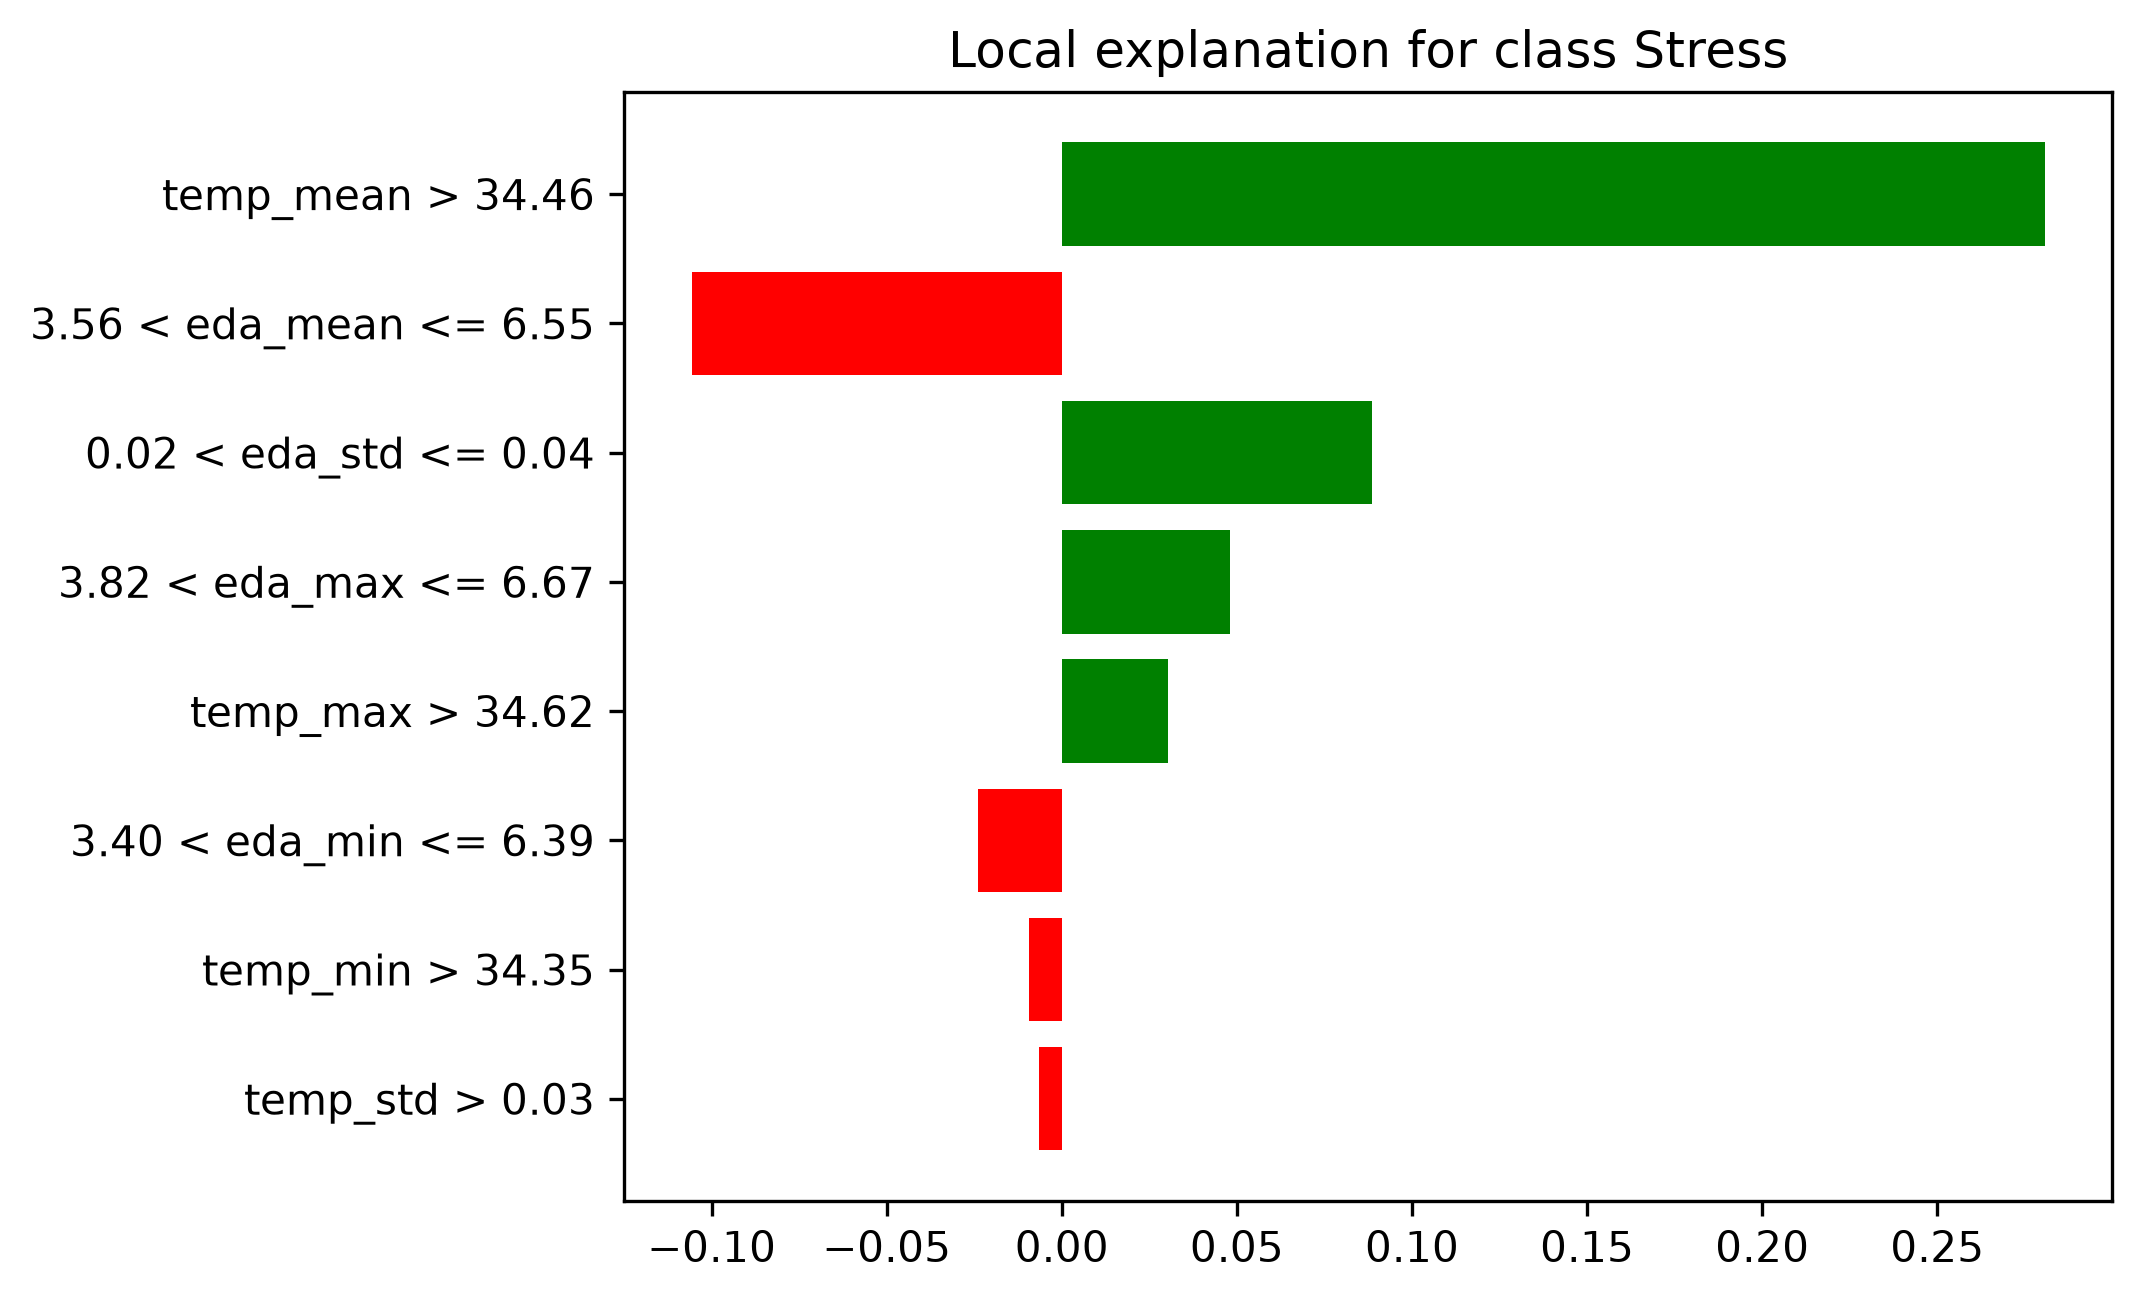 Local explanation for class Stress
temp_mean > 34.46
3.56 < eda_mean <= 6.55
0.02 < eda_std <= 0.04
3.82 < eda_max <= 6.67
temp_max > 34.62
3.40 < eda_min <= 6.39
temp_min > 34.35
temp_std > 0.03
−0.10 −0.05 0.00 0.05 0.10 0.15 0.20 0.25